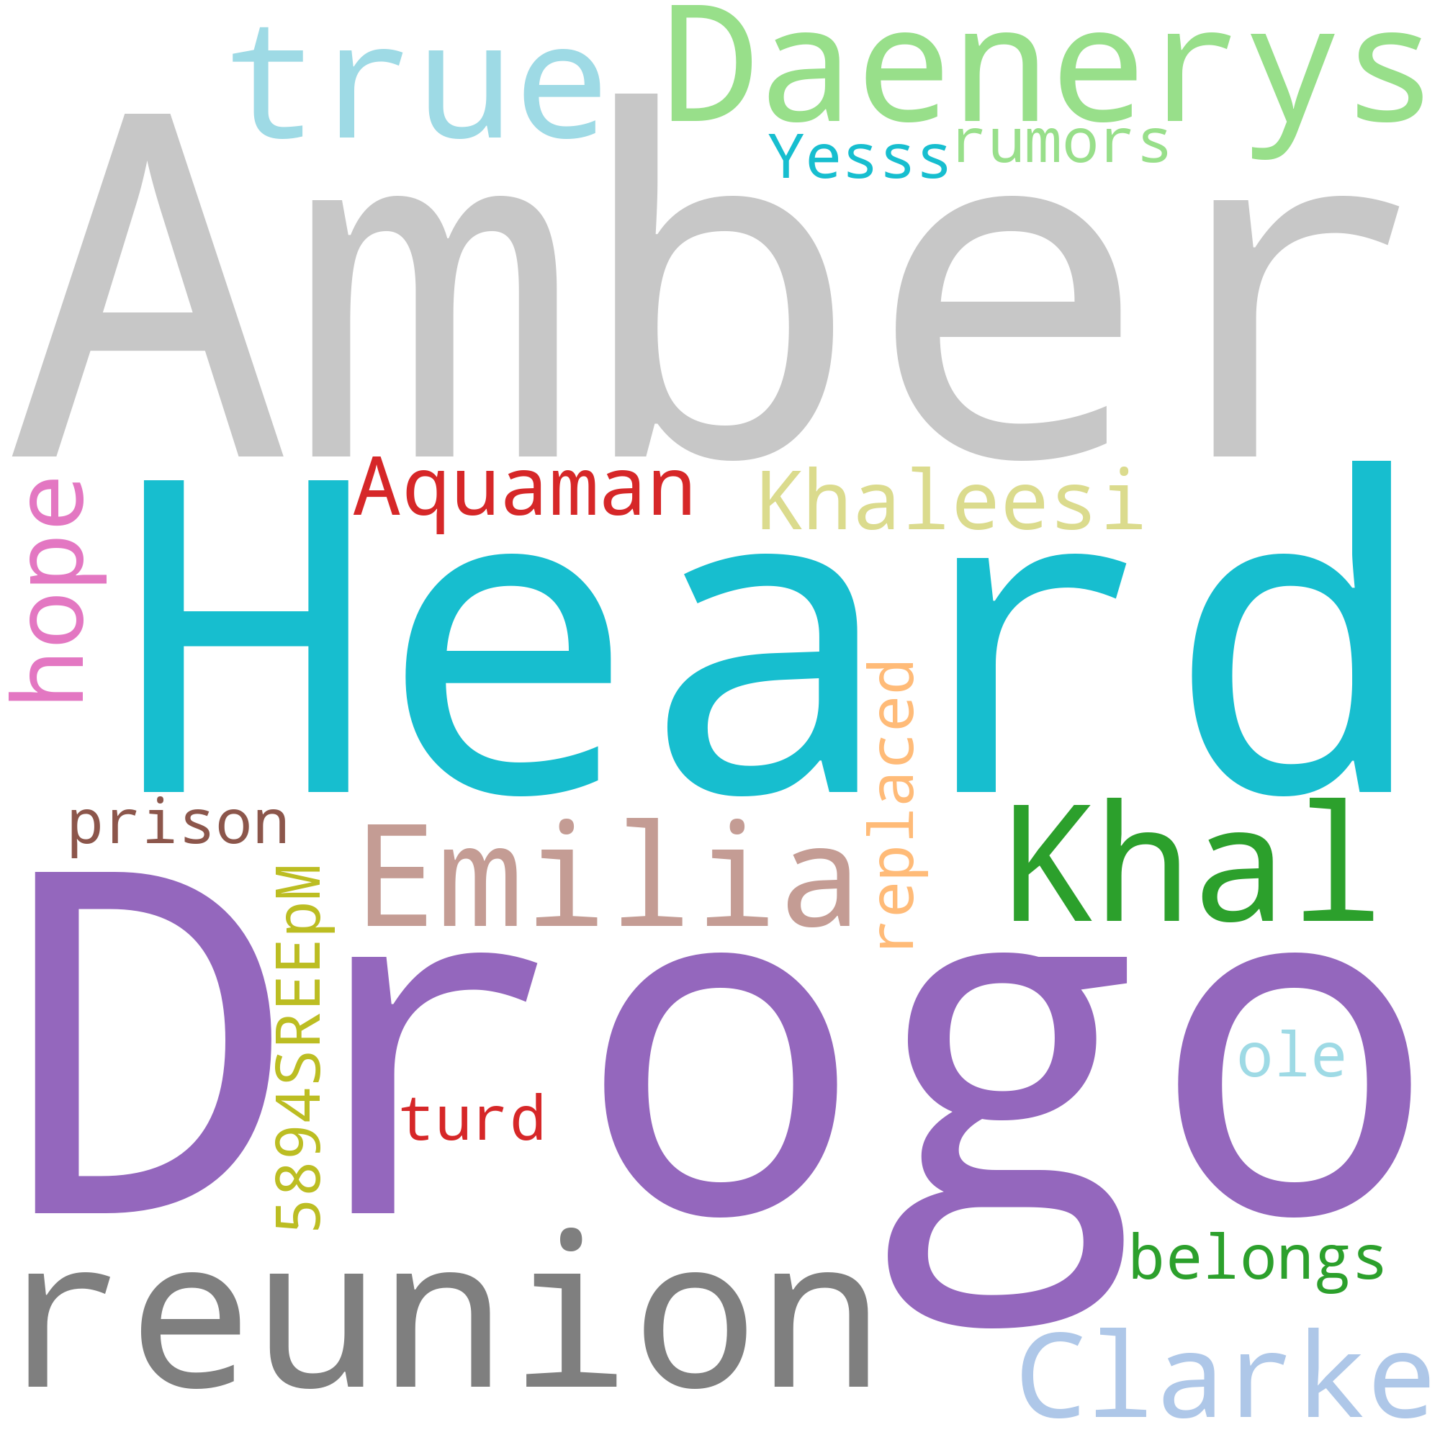 true
Daenerys
Yesss
rumors
Amber
hope
Aquaman
Khaleesi
Heard
replaced
prison
Emilia
Khal
5894SREEpM
Drogo
turd
ole
reunion
belongs
Clarke